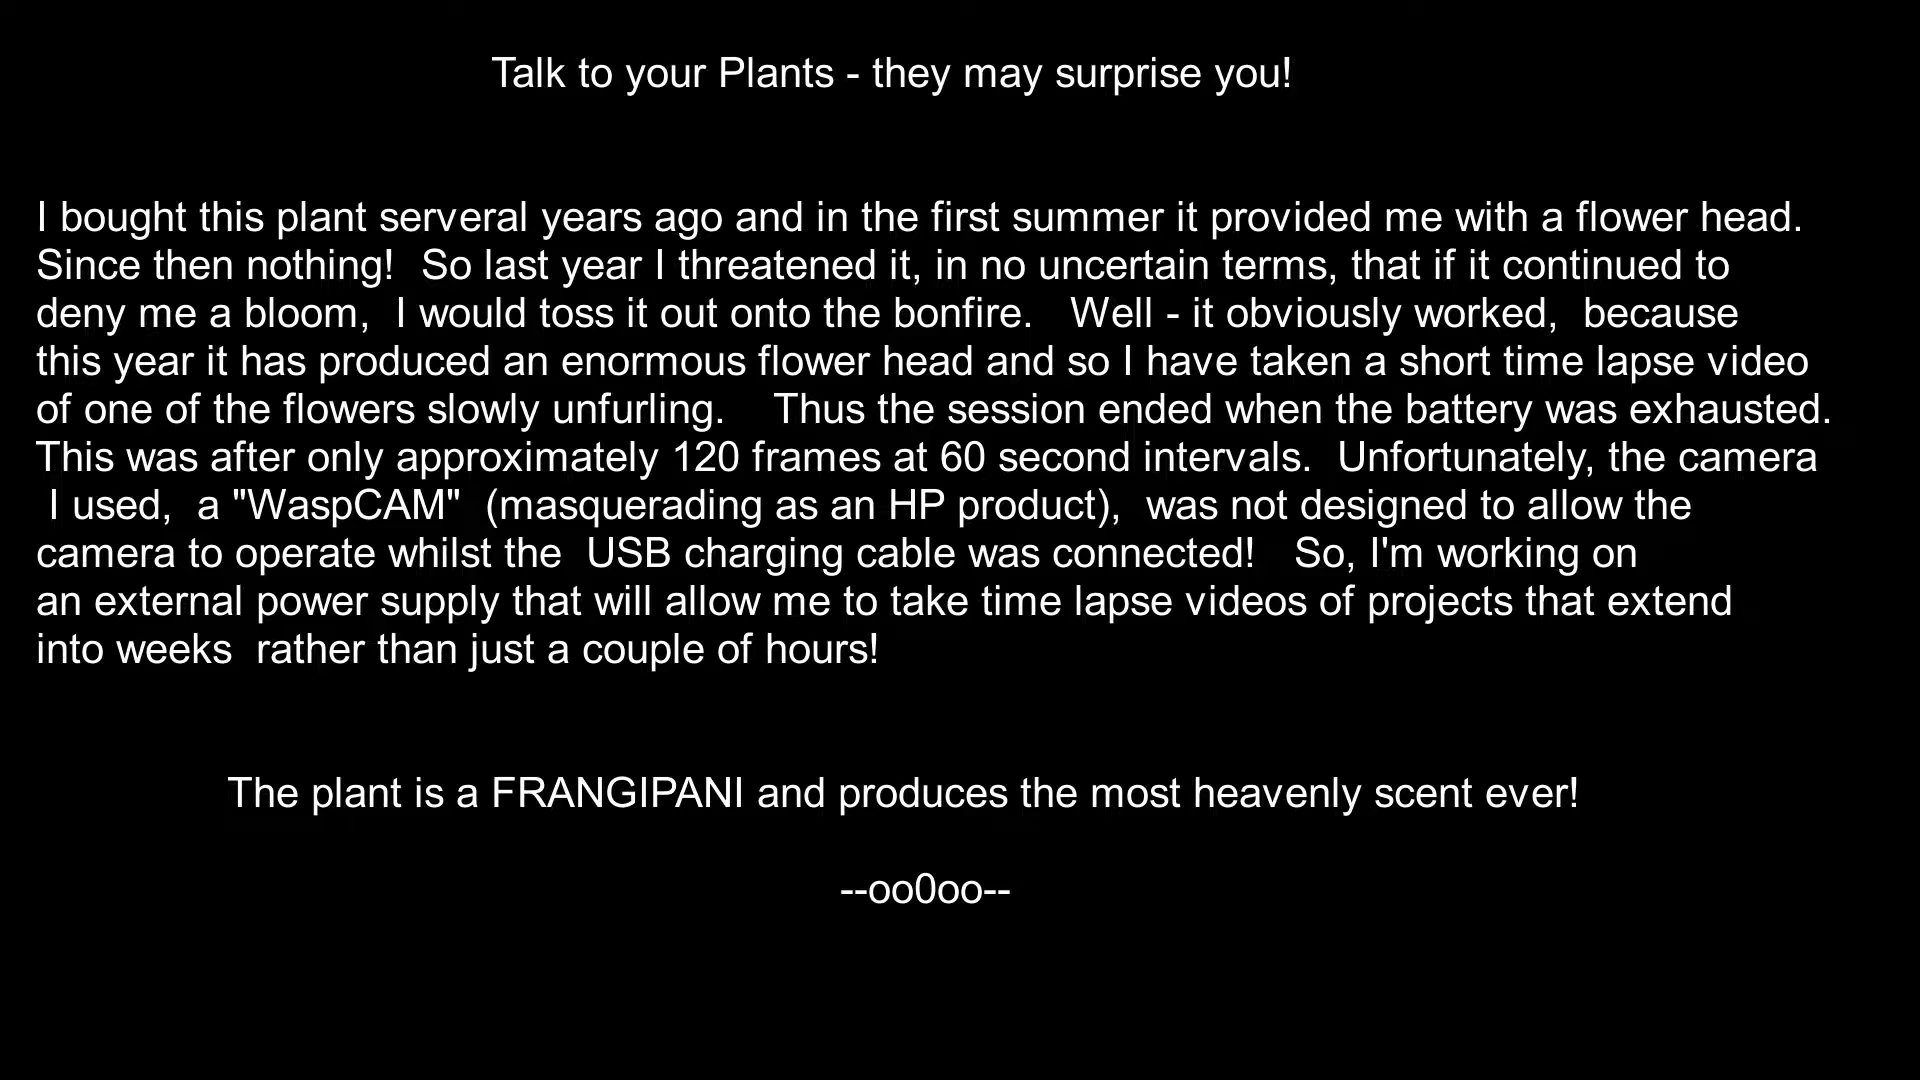 Talk to your Plants - they may surprise you!
I bought this plant serveral years ago and in the first summer it provided me with a flower head.
Since then nothing!  So last year I threatened it, in no uncertain terms, that if it continued to
deny me a bloom,  I would toss it out onto the bonfire.   Well - it obviously worked,  because
this year it has produced an enormous flower head and so I have taken a short time lapse video
of one of the flowers slowly unfurling.    Thus the session ended when the battery was exhausted.
This was after only approximately 120 frames at 60 second intervals.  Unfortunately, the camera
I used,  a "WaspCAM"  (masquerading as an HP product),  was not designed to allow the
camera to operate whilst the  USB charging cable was connected!   So, I'm working on
an external power supply that will allow me to take time lapse videos of projects that extend
into weeks  rather than just a couple of hours!
The plant is a FRANGIPANI and produces the most heavenly scent ever!
--oo0oo--